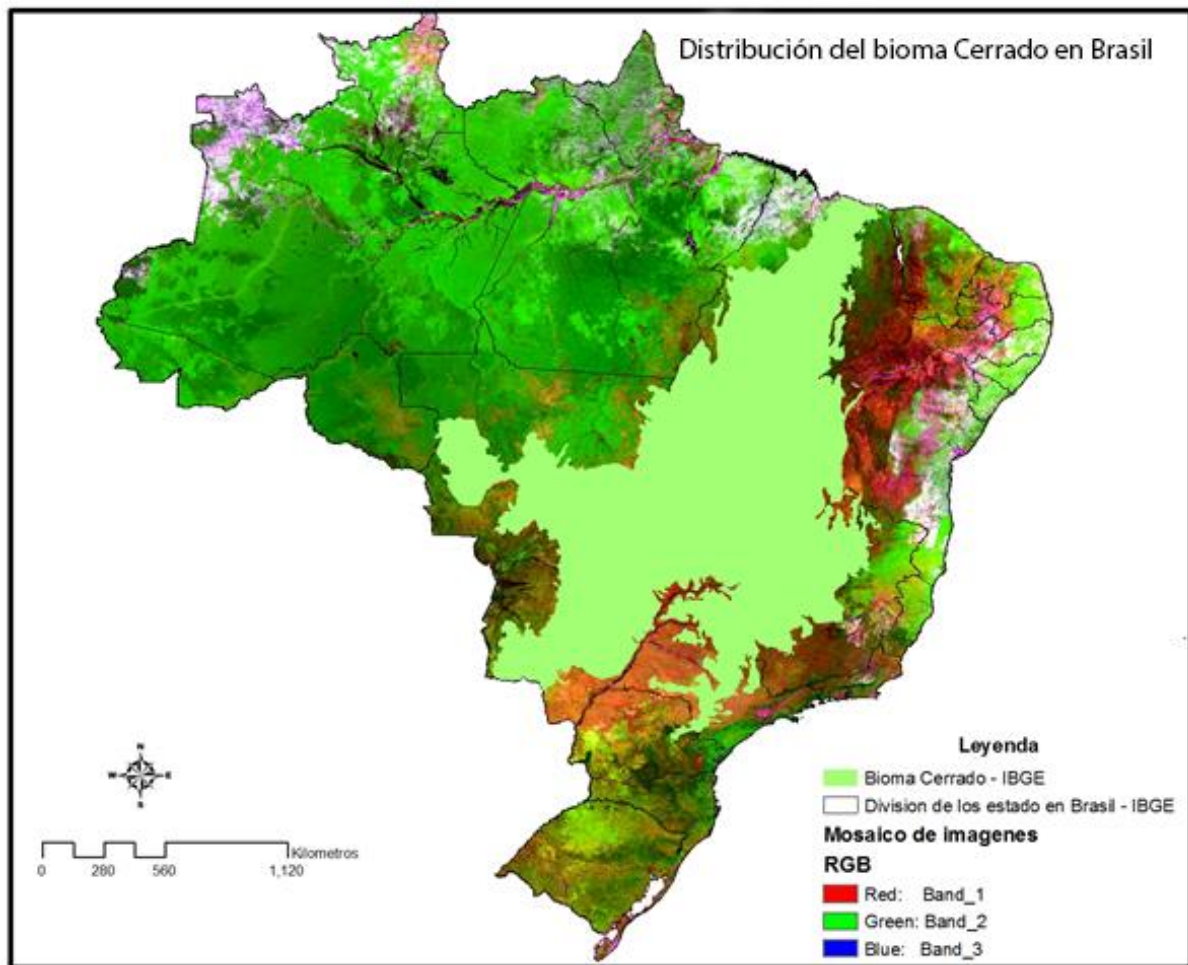 Distribución del bioma Cerrado en Brasil
N
W E
S
Kilometros
0 280 560 1,120
Leyenda
Bioma Cerrado - IBGE
Division de los estado en Brasil - IBGE
Mosaico de imagenes
RGB
Red: Band_1
Green: Band_2
Blue: Band_3